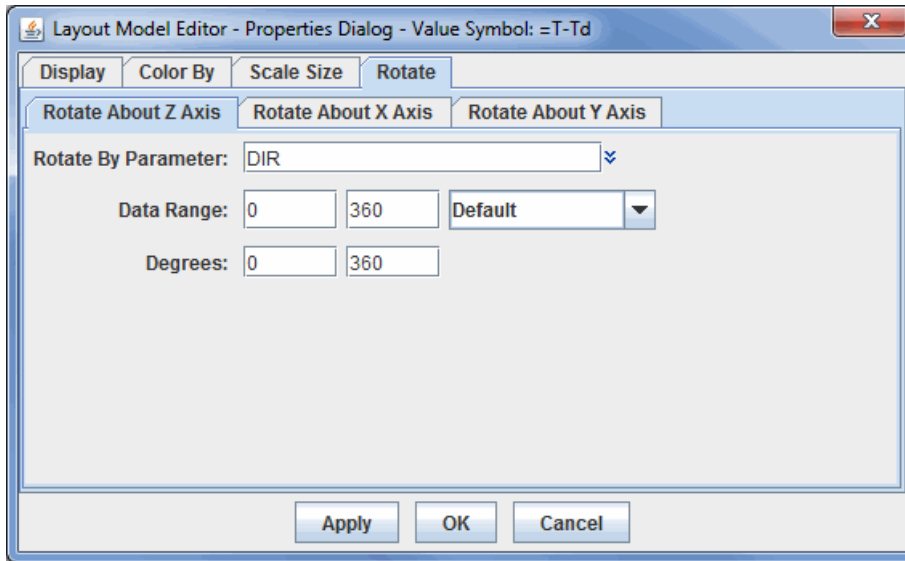 Layout Model Editor - Properties Dialog - Value Symbol: =T-Td
Display Color By Scale Size Rotate
Rotate About Z Axis Rotate About X Axis Rotate About Y Axis
Rotate By Parameter: DIR
Data Range: 0 360 Default
Degrees: 0 360
Apply OK Cancel